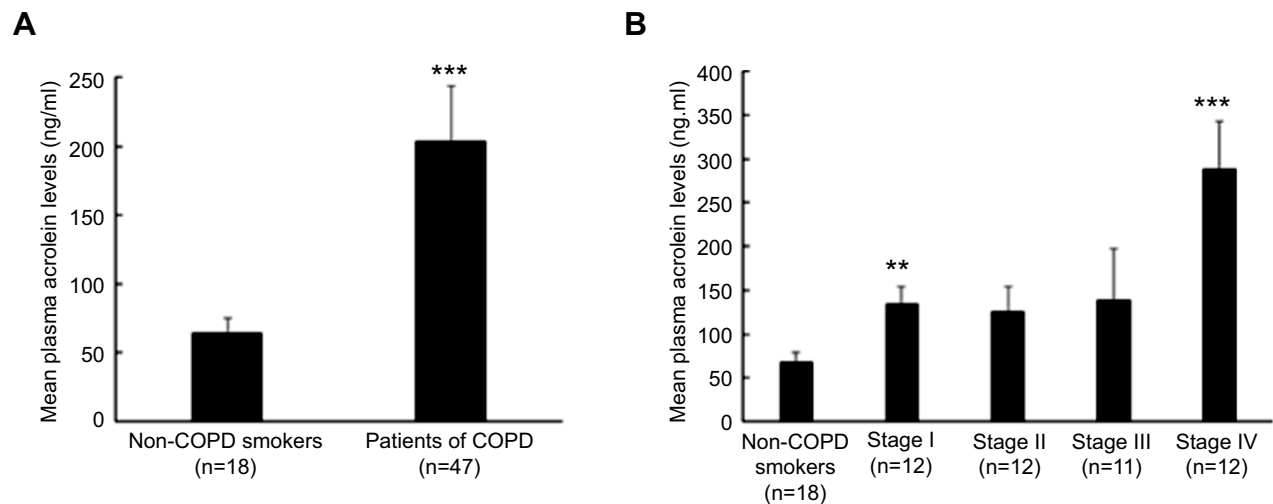 A
Mean plasma acrolein levels (ng/ml)
250
200
150
100
50
0
***
Non-COPD smokers
(n=18)
Patients of COPD
(n=47)
B
Mean plasma acrolein levels (ng.ml)
400
350
300
250
200
150
100
50
0
**
***
Non-COPD
smokers
(n=18)
Stage I
(n=12)
Stage II
(n=12)
Stage III
(n=11)
Stage IV
(n=12)